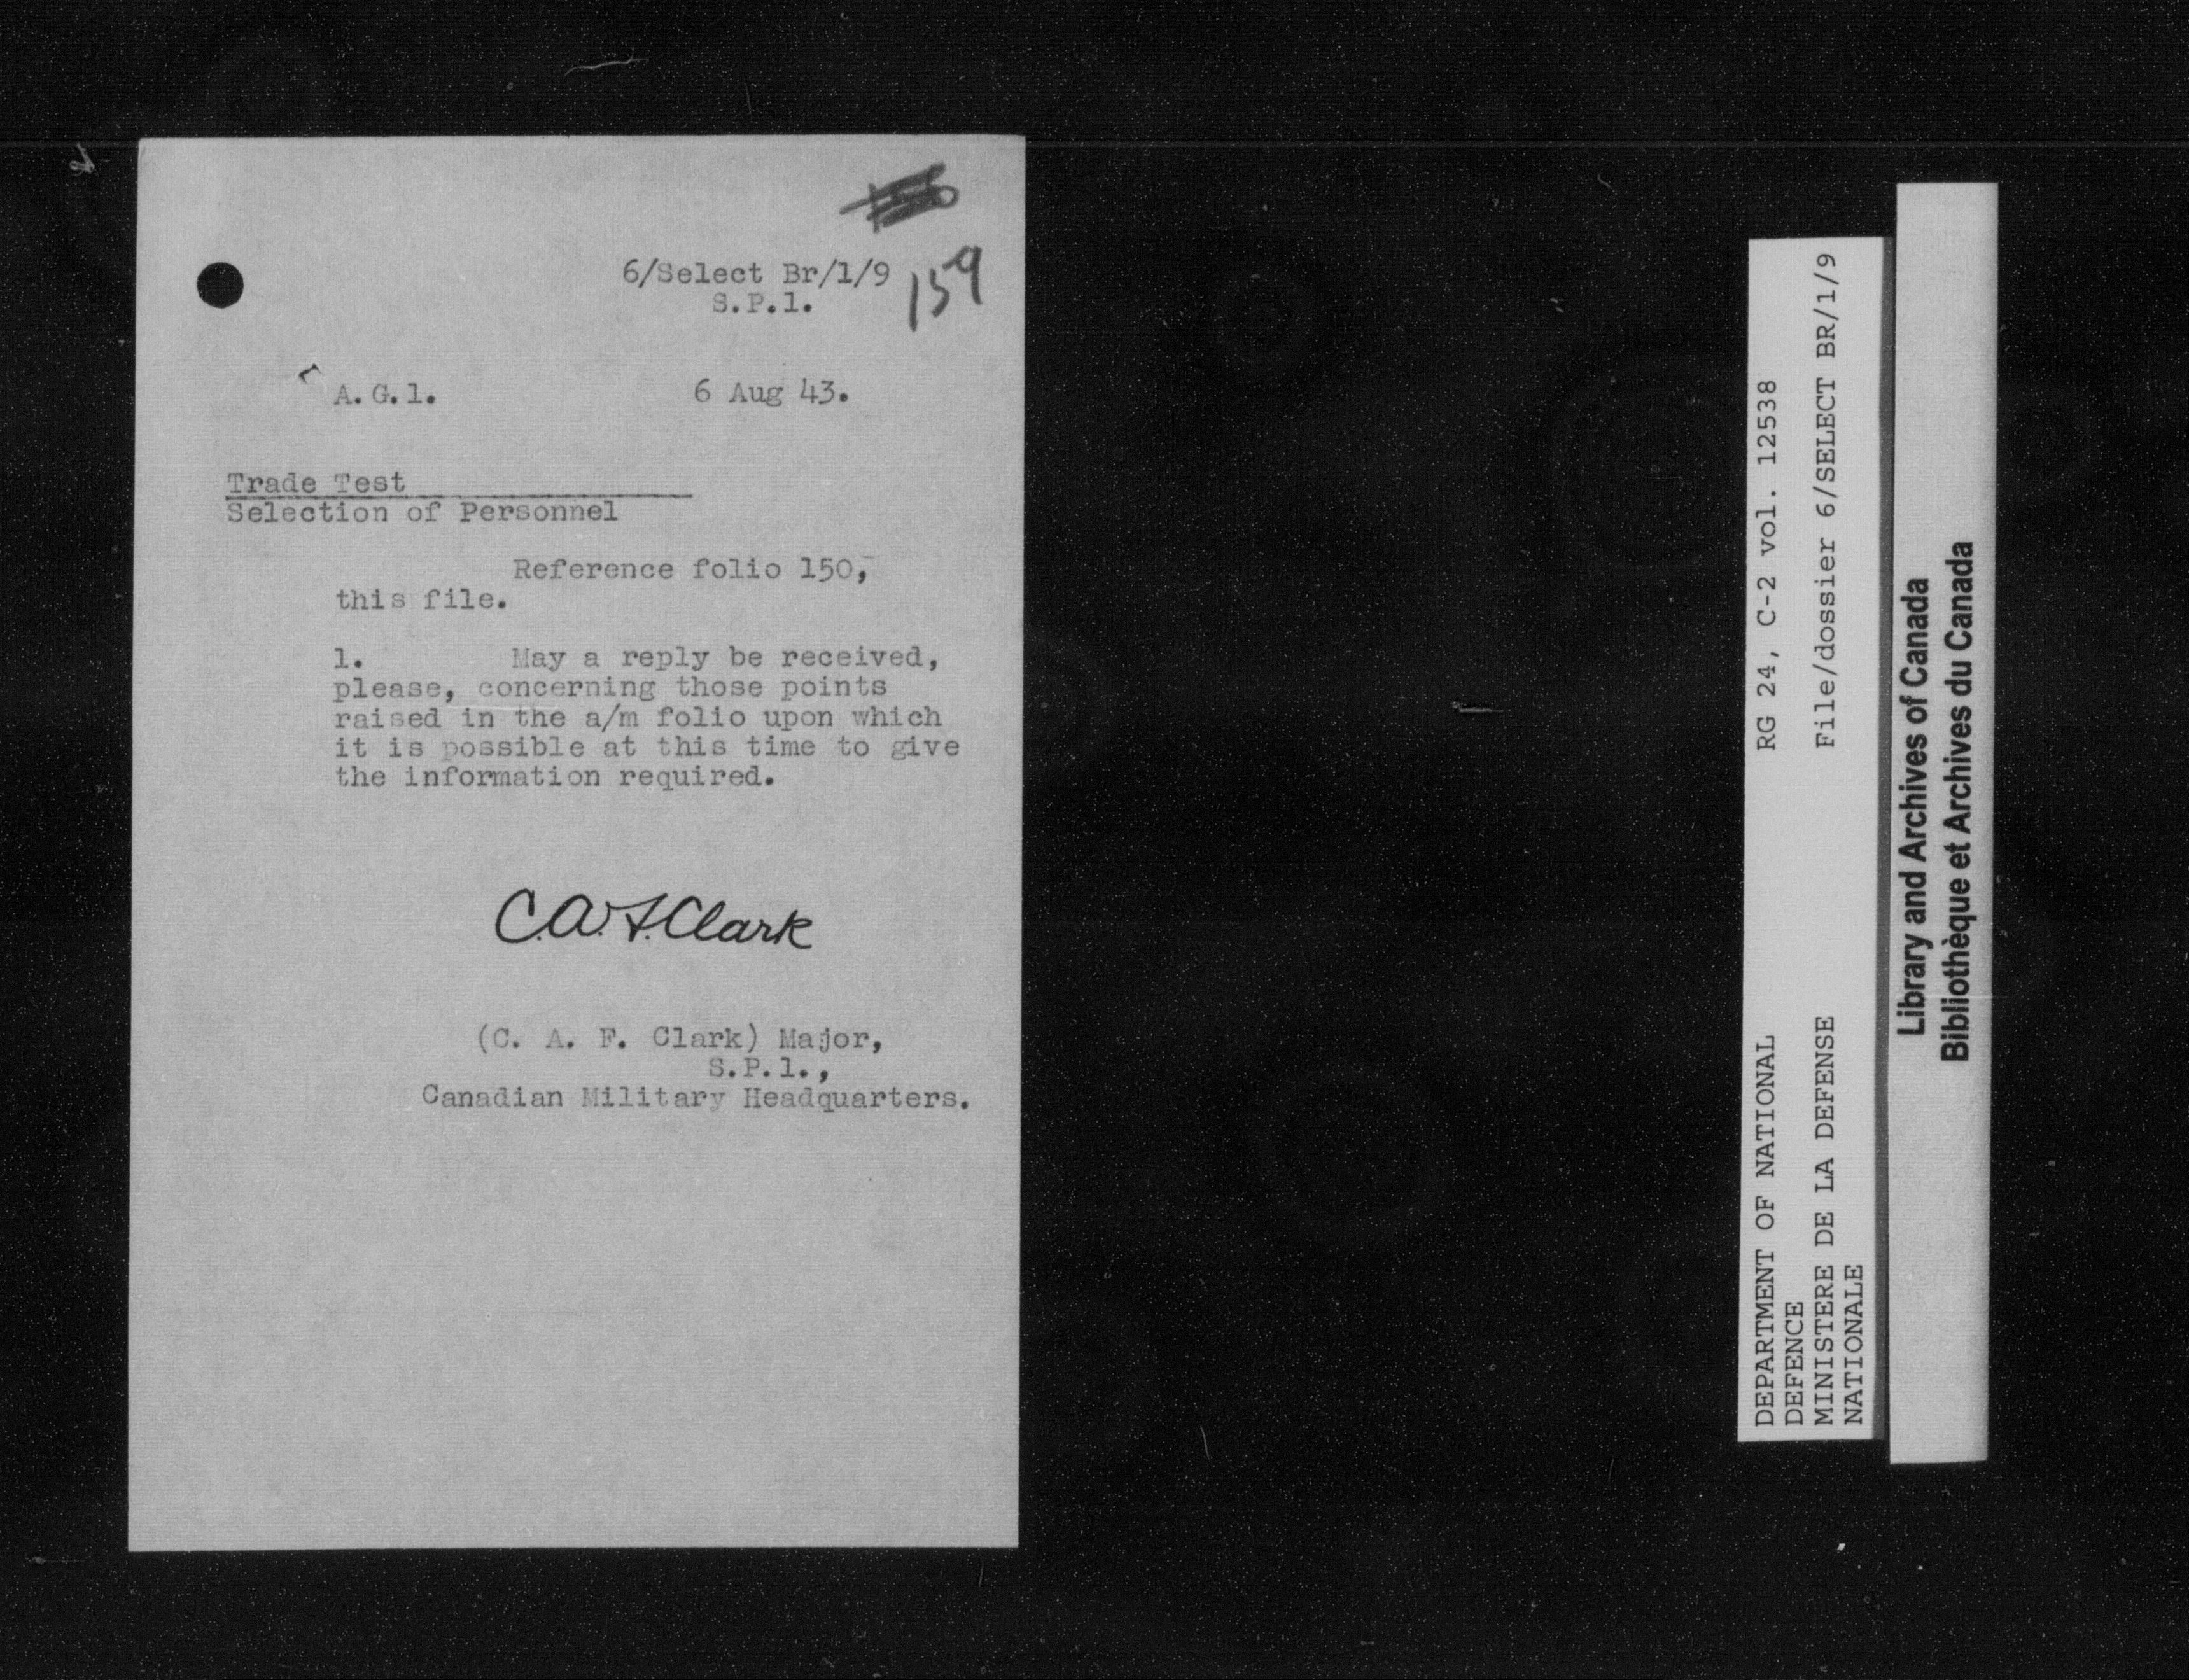 6/Select Br/1/9
159
S.P.1.
A.G.1.
6 Aug 43.
Trade Test
Selection of Personnel
Reference folio 150,
this file.
1. May a reply be received,
please, concerning those points
raised in the a/m folio upon which
it is possible at this time to give
the information required.
C.A.F. Clark
(C. A. F. Clark) Major,
S.P.1.,
Canadian Military Headquarters.
DEPARTMENT OF NATIONAL
DEFENCE
MINISTERE DE LA DEFENSE
NATIONALE
RG 24, C-2 vol. 12538
File/dossier 6/SELECT BR/1/9
Library and Archives of Canada
Bibliothèque et Archives du Canada